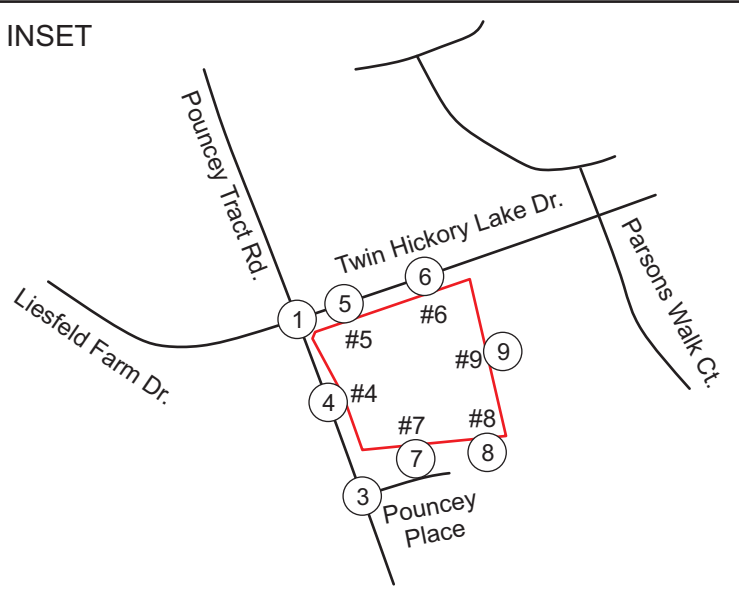 INSET
Pouncey Tract Rd.
Twin Hickory Lake Dr.
Parsons Walk Ct.
Liesfeld Farm Dr.
6
5
1
#6
#5
9
#9
4
#4
#7
#8
7
8
3
Pouncey
Place